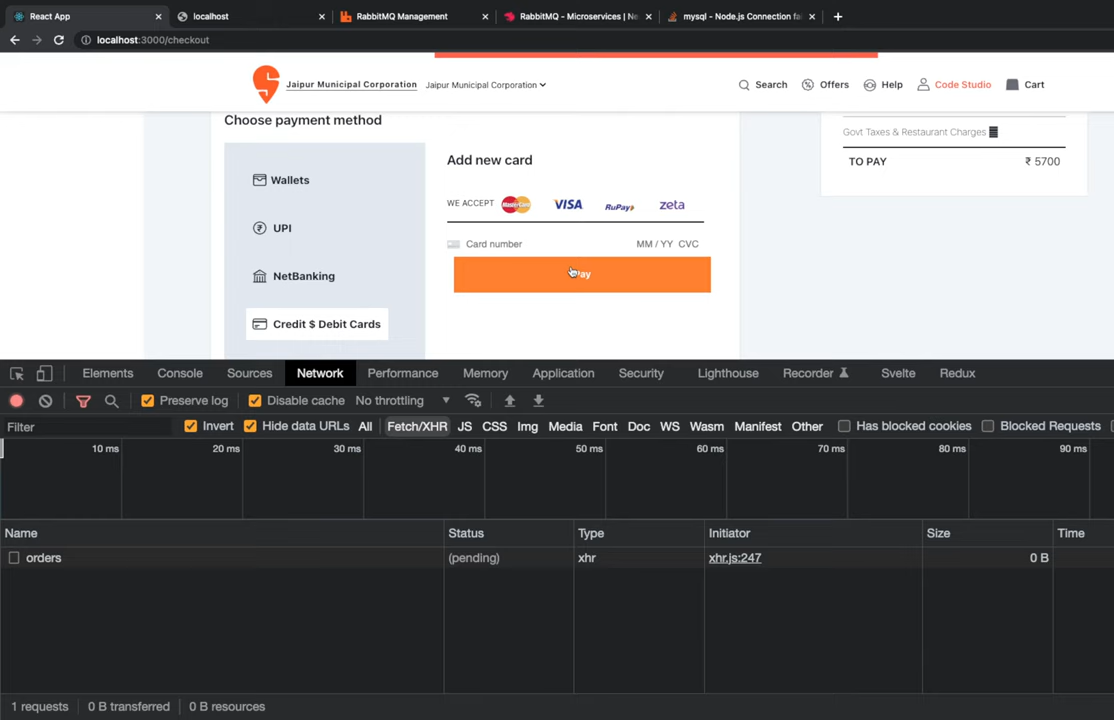 React App
localhost
RabbitMQ Management
RabbitMQ - Microservices | Ne
mysql - Node.js Connection fai
localhost:3000/checkout
Jaipur Municipal Corporation
Jaipur Municipal Corporation
Search
Offers
Help
Code Studio
Cart
Choose payment method
Govt Taxes & Restaurant Charges
TO PAY
₹ 5700
Wallets
UPI
NetBanking
Credit $ Debit Cards
Add new card
WE ACCEPT
MasterCard
VISA
RuPay
zeta
Card number
MM / YY CVC
Pay
Elements
Console
Sources
Network
Performance
Memory
Application
Security
Lighthouse
Recorder
Svelte
Redux
Preserve log
Disable cache
No throttling
Filter
Invert
Hide data URLs
All
Fetch/XHR
JS
CSS
Img
Media
Font
Doc
WS
Wasm
Manifest
Other
Has blocked cookies
Blocked Requests
10 ms
20 ms
30 ms
40 ms
50 ms
60 ms
70 ms
80 ms
90 ms
Name
Status
Type
Initiator
Size
Time
orders
(pending)
xhr
xhr.js:247
0 B
1 requests
0 B transferred
0 B resources